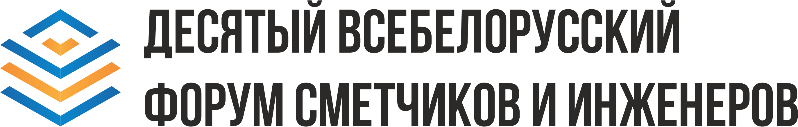 ДЕСЯТЫЙ ВСЕБЕЛОРУССКИЙ
ФОРУМ СМЕТЧИКОВ И ИНЖЕНЕРОВ